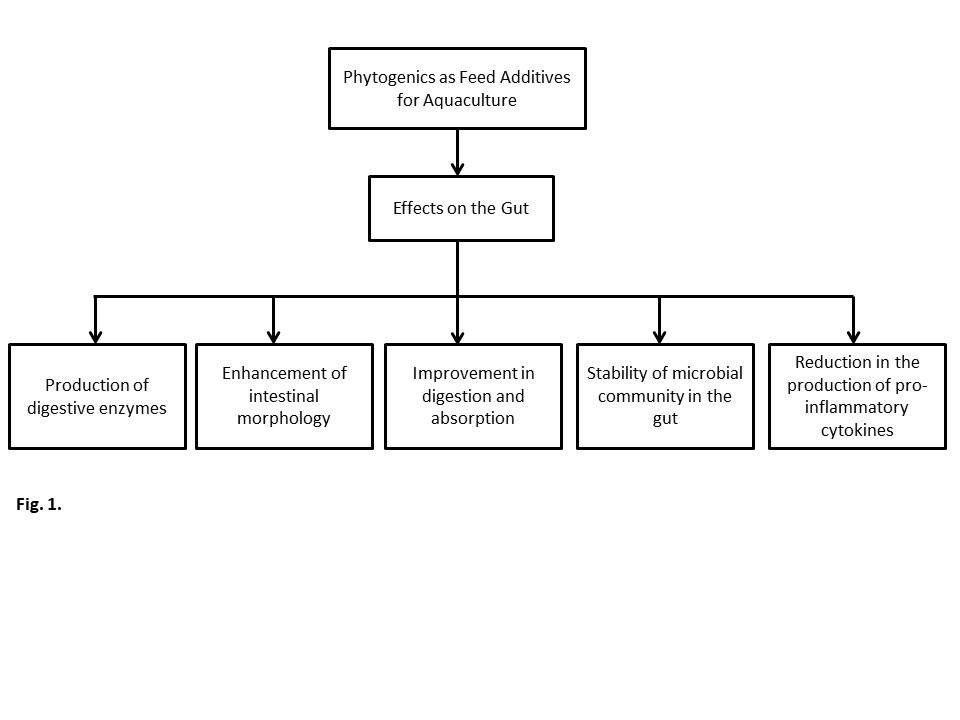 Phytogenics as Feed Additives
for Aquaculture
Effects on the Gut
Production of
digestive enzymes
Enhancement of
intestinal
morphology
Improvement in
digestion and
absorption
Stability of microbial
community in the
gut
Reduction in the
production of pro-
inflammatory
cytokines
Fig. 1.